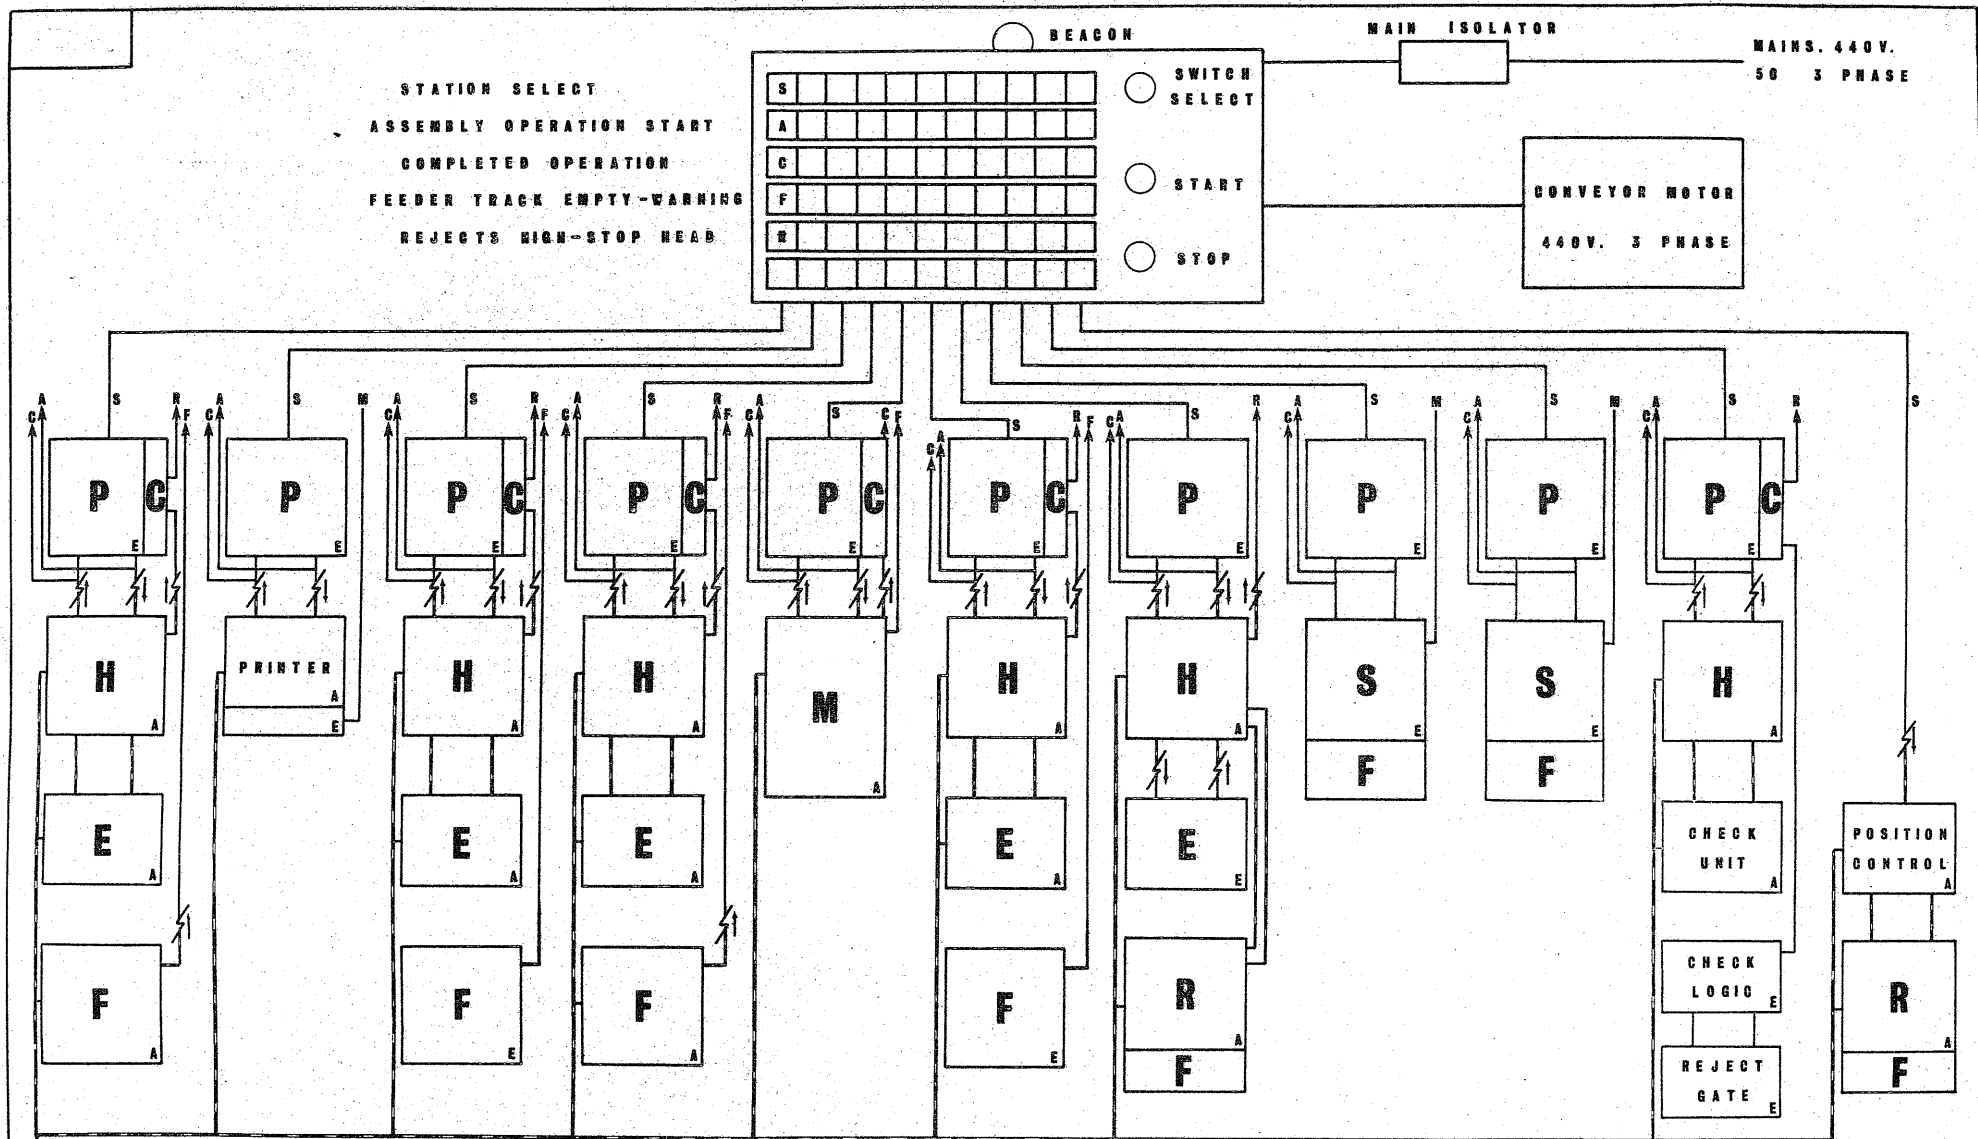 BEACON
MAIN ISOLATOR
MAINS. 440V.
50 3 PHASE
STATION SELECT
ASSEMBLY OPERATION START
COMPLETED OPERATION
FEEDER TRACK EMPTY-WARNING
REJECTS HIGH-STOP HEAD
S
A
C
F
R
SWITCH
SELECT
START
STOP
CONVEYOR MOTOR
440V. 3 PHASE
C A S R F
C A S M
C A S R F
C A S R F
C A S C F
C A S R F
C A S R
C A S M
C A S M
C A S R
S
P E C
P E
P E C
P E C
P E C
P E C
P E
P E
P E
P E C
H A
PRINTER A
E
H A
H A
M A
H A
H A
S E
F
S E
F
H A
E A
E A
E A
E A
E E
CHECK
UNIT A
POSITION
CONTROL A
F A
F E
F A
F E
R A
F
CHECK
LOGIC E
REJECT
GATE E
R A
F